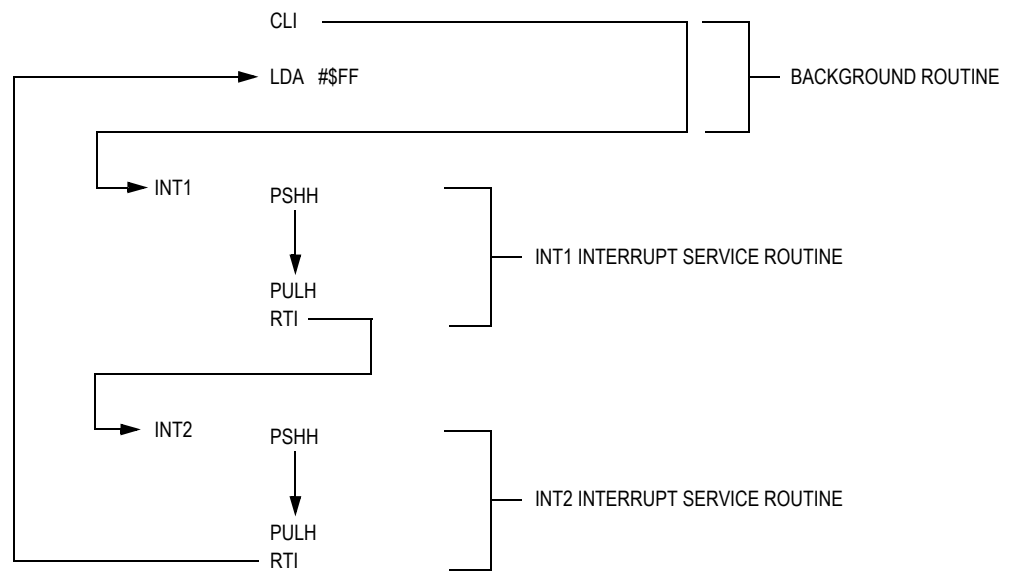 CLI
LDA #$FF
BACKGROUND ROUTINE
INT1
PSHH
INT1 INTERRUPT SERVICE ROUTINE
PULH
RTI
INT2
PSHH
INT2 INTERRUPT SERVICE ROUTINE
PULH
RTI